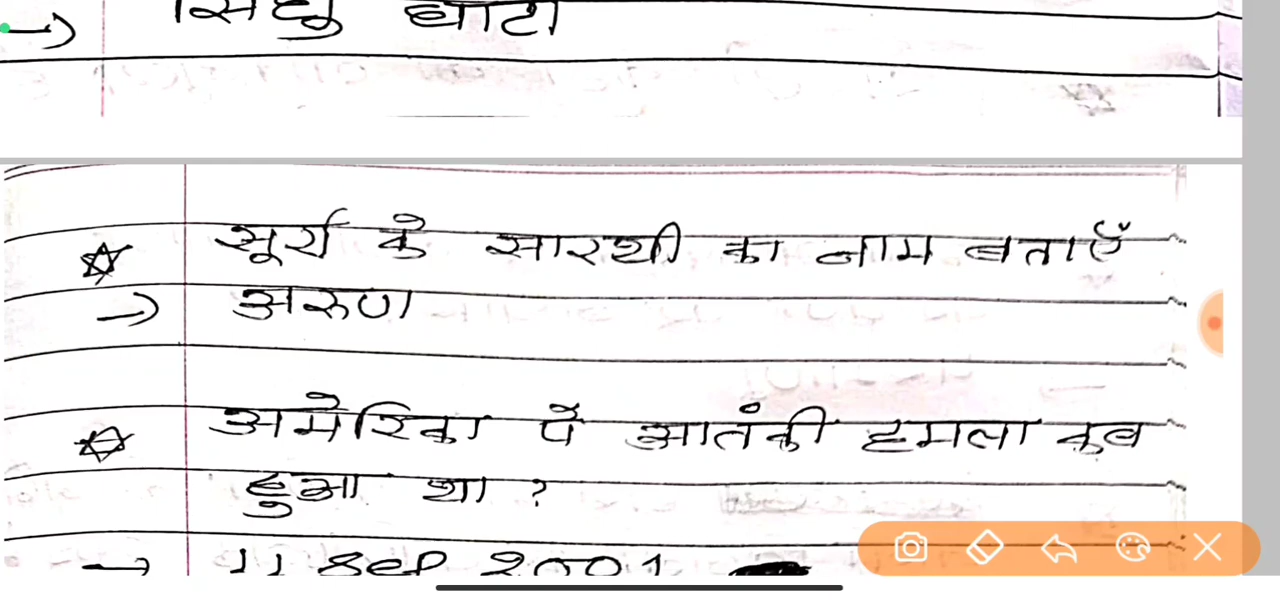 → सिंधु घाटी
☆ सूर्य के सारथी का नाम बताएँ
→ अरुण
☆ अमेरिका पे आतंकी हमला कब
हुआ था ?
→ 11 Sep 2001